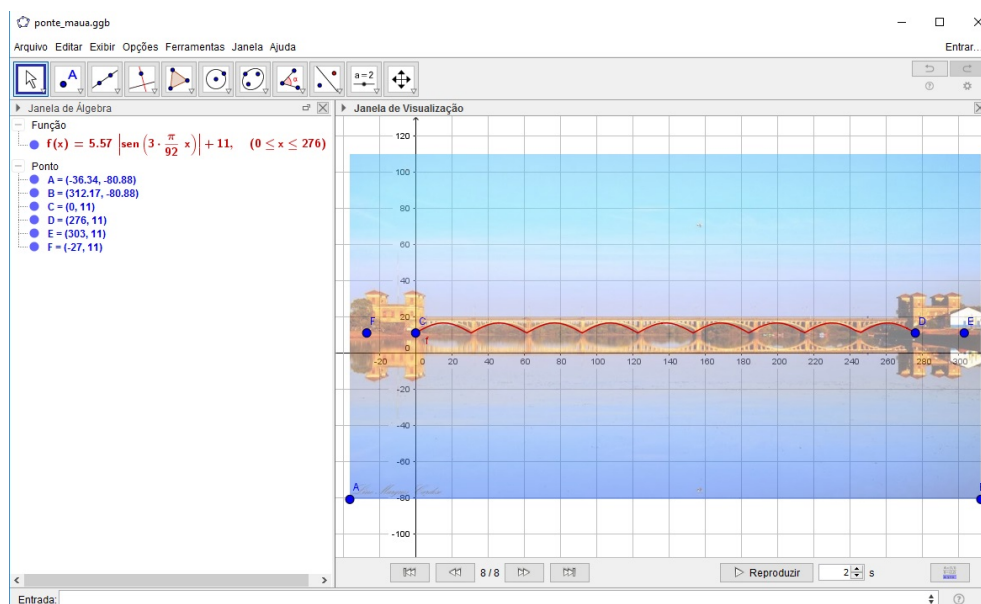 ponte_maua.ggb
Arquivo Editar Exibir Opções Ferramentas Janela Ajuda
Entrar...
A
a=2
Janela de Álgebra
Janela de Visualização
Função
f(x) = 5.57 |sen (3 · π/92 x)| + 11, (0 ≤ x ≤ 276)
Ponto
A = (-36.34, -80.88)
B = (312.17, -80.88)
C = (0, 11)
D = (276, 11)
E = (303, 11)
F = (-27, 11)
120
100
80
60
40
20
F C D E
f
0
-20 0 20 40 60 80 100 120 140 160 180 200 220 240 260 280 300
-20
-40
-60
-80
A
-100
8 / 8
Reproduzir
2 s
Entrada: